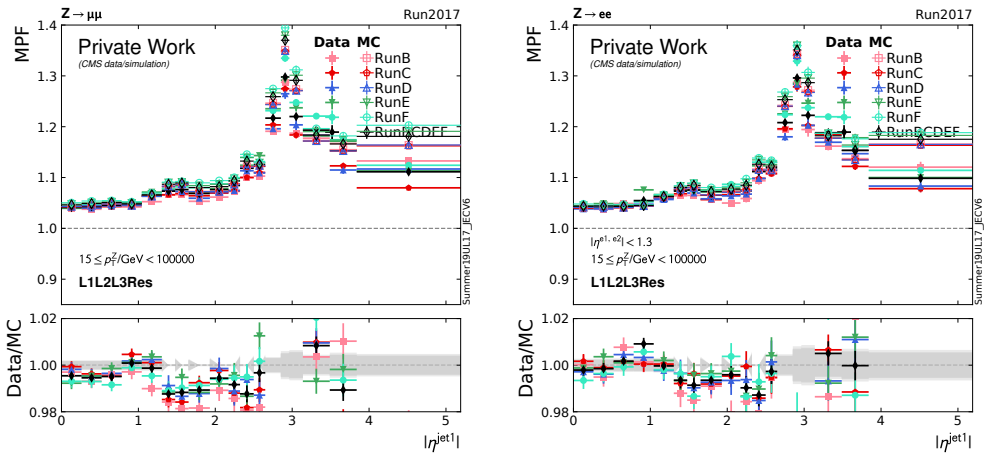 Z → μμ
Run2017
MPF
1.4
1.3
1.2
1.1
1.0
0.9
Private Work
(CMS data/simulation)
Data MC
RunB
RunC
RunD
RunE
RunF
RunBCDEF
15 ≤ p_T^Z/GeV < 100000
L1L2L3Res
Summer19UL17_JECV6
Data/MC
1.02
1.00
0.98
0 1 2 3 4 5
|η^jet1|
Z → ee
Run2017
MPF
1.4
1.3
1.2
1.1
1.0
0.9
Private Work
(CMS data/simulation)
Data MC
RunB
RunC
RunD
RunE
RunF
RunBCDEF
|η^e1, e2| < 1.3
15 ≤ p_T^Z/GeV < 100000
L1L2L3Res
Summer19UL17_JECV6
Data/MC
1.02
1.00
0.98
0 1 2 3 4 5
|η^jet1|